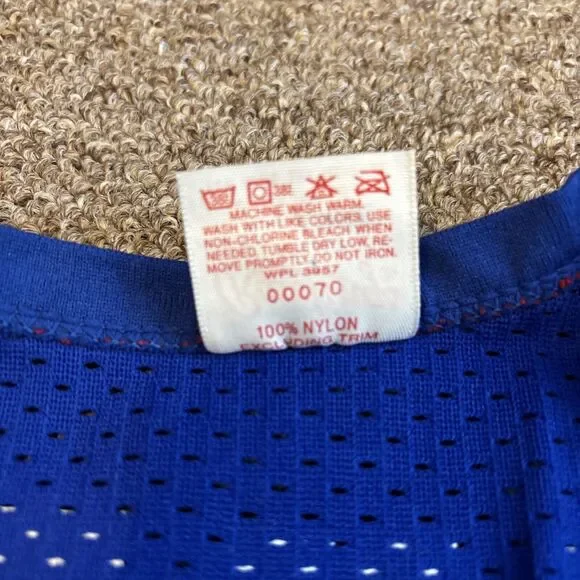 MACHINE WASH WARM.
WASH WITH LIKE COLORS. USE
NON-CHLORINE BLEACH WHEN
NEEDED. TUMBLE DRY LOW, RE-
MOVE PROMPTLY. DO NOT IRON.
WPL 3957
00070
100% NYLON
EXCLUDING TRIM